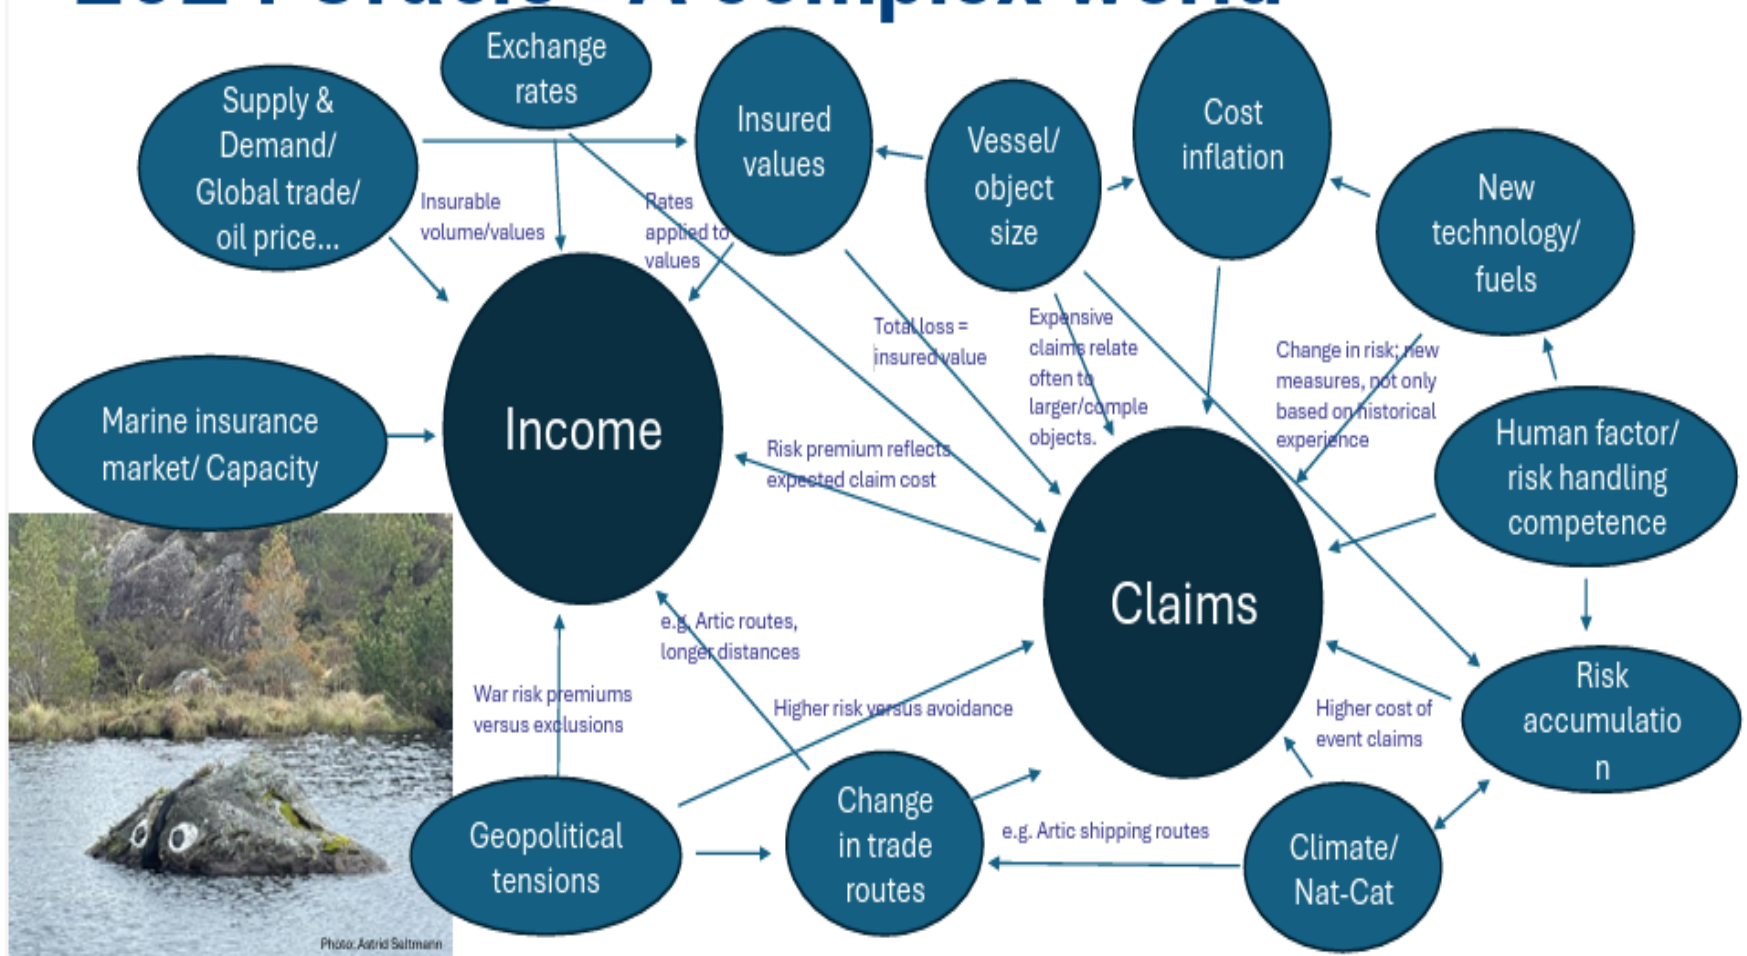 Exchange
rates
Supply &
Demand/
Global trade/
oil price...
Insured
values
Vessel/
object
size
Cost
inflation
New
technology/
fuels
Insurable
volume/values
Rates
applied to
values
Total loss =
insured value
Expensive
claims relate
often to
larger/comple
objects.
Change in risk; new
measures, not only
based on historical
experience
Marine insurance
market/ Capacity
Income
Risk premium reflects
expected claim cost
Human factor/
risk handling
competence
Claims
e.g. Artic routes,
longer distances
War risk premiums
versus exclusions
Higher risk versus avoidance
Higher cost of
event claims
Risk
accumulatio
n
Geopolitical
tensions
Change
in trade
routes
e.g. Artic shipping routes
Climate/
Nat-Cat
Photo: Astrid Seltmann